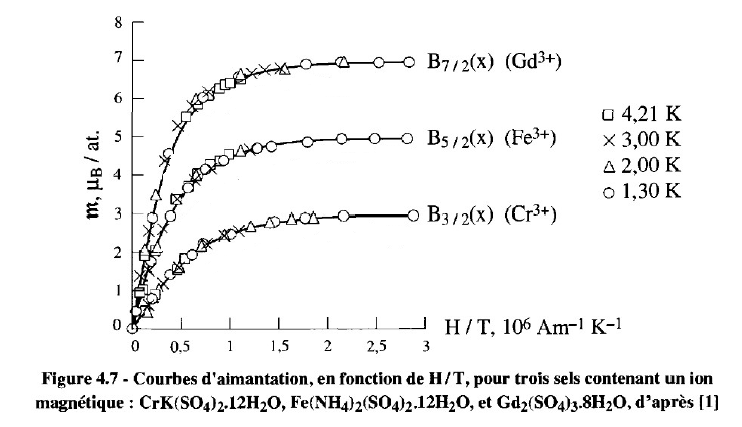 8
7
6
5
4
3
2
1
0
m, μB / at.
B7/2(x) (Gd3+)
B5/2(x) (Fe3+)
B3/2(x) (Cr3+)
□ 4,21 K
× 3,00 K
△ 2,00 K
○ 1,30 K
0 0,5 1 1,5 2 2,5 3
H / T, 10⁶ Am⁻¹ K⁻¹
Figure 4.7 - Courbes d'aimantation, en fonction de H/T, pour trois sels contenant un ion
magnétique : CrK(SO4)2.12H2O, Fe(NH4)2(SO4)2.12H2O, et Gd2(SO4)3.8H2O, d'après [1]